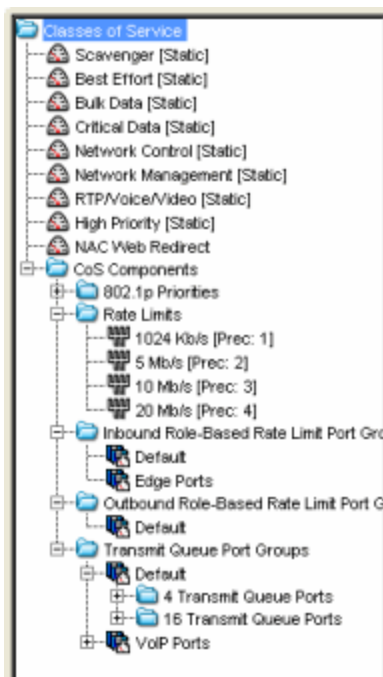 Classes of Service
Scavenger [Static]
Best Effort [Static]
Bulk Data [Static]
Critical Data [Static]
Network Control [Static]
Network Management [Static]
RTP/Voice/Video [Static]
High Priority [Static]
NAC Web Redirect
CoS Components
802.1p Priorities
Rate Limits
1024 Kb/s [Prec: 1]
5 Mb/s [Prec: 2]
10 Mb/s [Prec: 3]
20 Mb/s [Prec: 4]
Inbound Role-Based Rate Limit Port Gro
Default
Edge Ports
Outbound Role-Based Rate Limit Port G
Default
Transmit Queue Port Groups
Default
4 Transmit Queue Ports
16 Transmit Queue Ports
VoIP Ports